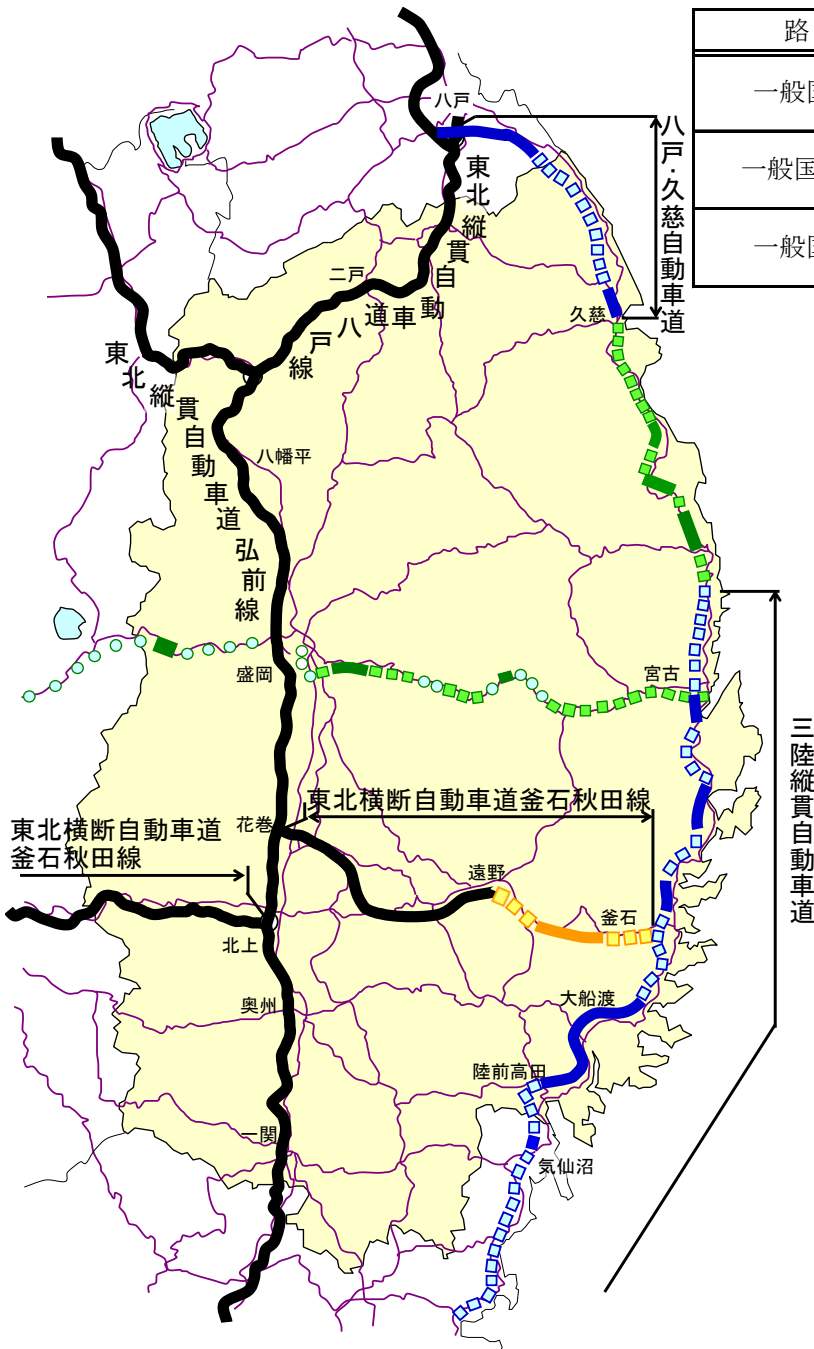 路
一般国
一般国
一般国
八戸
八戸・久慈自動車道
東北縦貫自動車道八戸線
二戸
久慈
東北縦貫自動車道弘前線
八幡平
盛岡
宮古
三陸縦貫自動車道
東北横断自動車道釜石秋田線
花巻
東北横断自動車道
釜石秋田線
遠野
釜石
北上
大船渡
奥州
陸前高田
一関
気仙沼